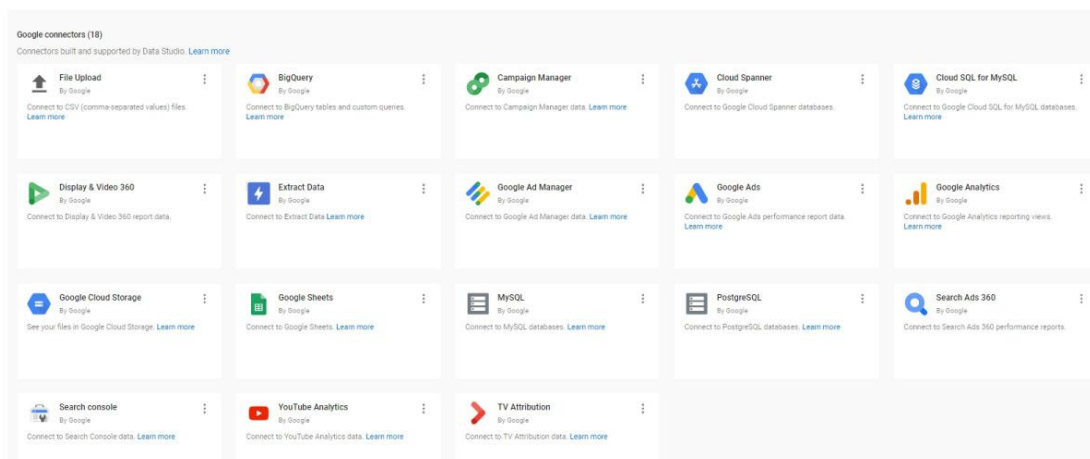 Google connectors (18)
Connectors built and supported by Data Studio. Learn more
File Upload
By Google
Connect to CSV (comma-separated values) files.
Learn more
BigQuery
By Google
Connect to BigQuery tables and custom queries.
Learn more
Campaign Manager
By Google
Connect to Campaign Manager data. Learn more
Cloud Spanner
By Google
Connect to Google Cloud Spanner databases.
Cloud SQL for MySQL
By Google
Connect to Google Cloud SQL for MySQL databases.
Learn more
Display & Video 360
By Google
Connect to Display & Video 360 report data.
Extract Data
By Google
Connect to Extract Data Learn more
Google Ad Manager
By Google
Connect to Google Ad Manager data. Learn more
Google Ads
By Google
Connect to Google Ads performance report data.
Learn more
Google Analytics
By Google
Connect to Google Analytics reporting views.
Learn more
Google Cloud Storage
By Google
See your files in Google Cloud Storage. Learn more
Google Sheets
By Google
Connect to Google Sheets. Learn more
MySQL
By Google
Connect to MySQL databases. Learn more
PostgreSQL
By Google
Connect to PostgreSQL databases. Learn more
Search Ads 360
By Google
Connect to Search Ads 360 performance reports.
Search console
By Google
Connect to Search Console data. Learn more
YouTube Analytics
By Google
Connect to YouTube Analytics data. Learn more
TV Attribution
By Google
Connect to TV Attribution data. Learn more